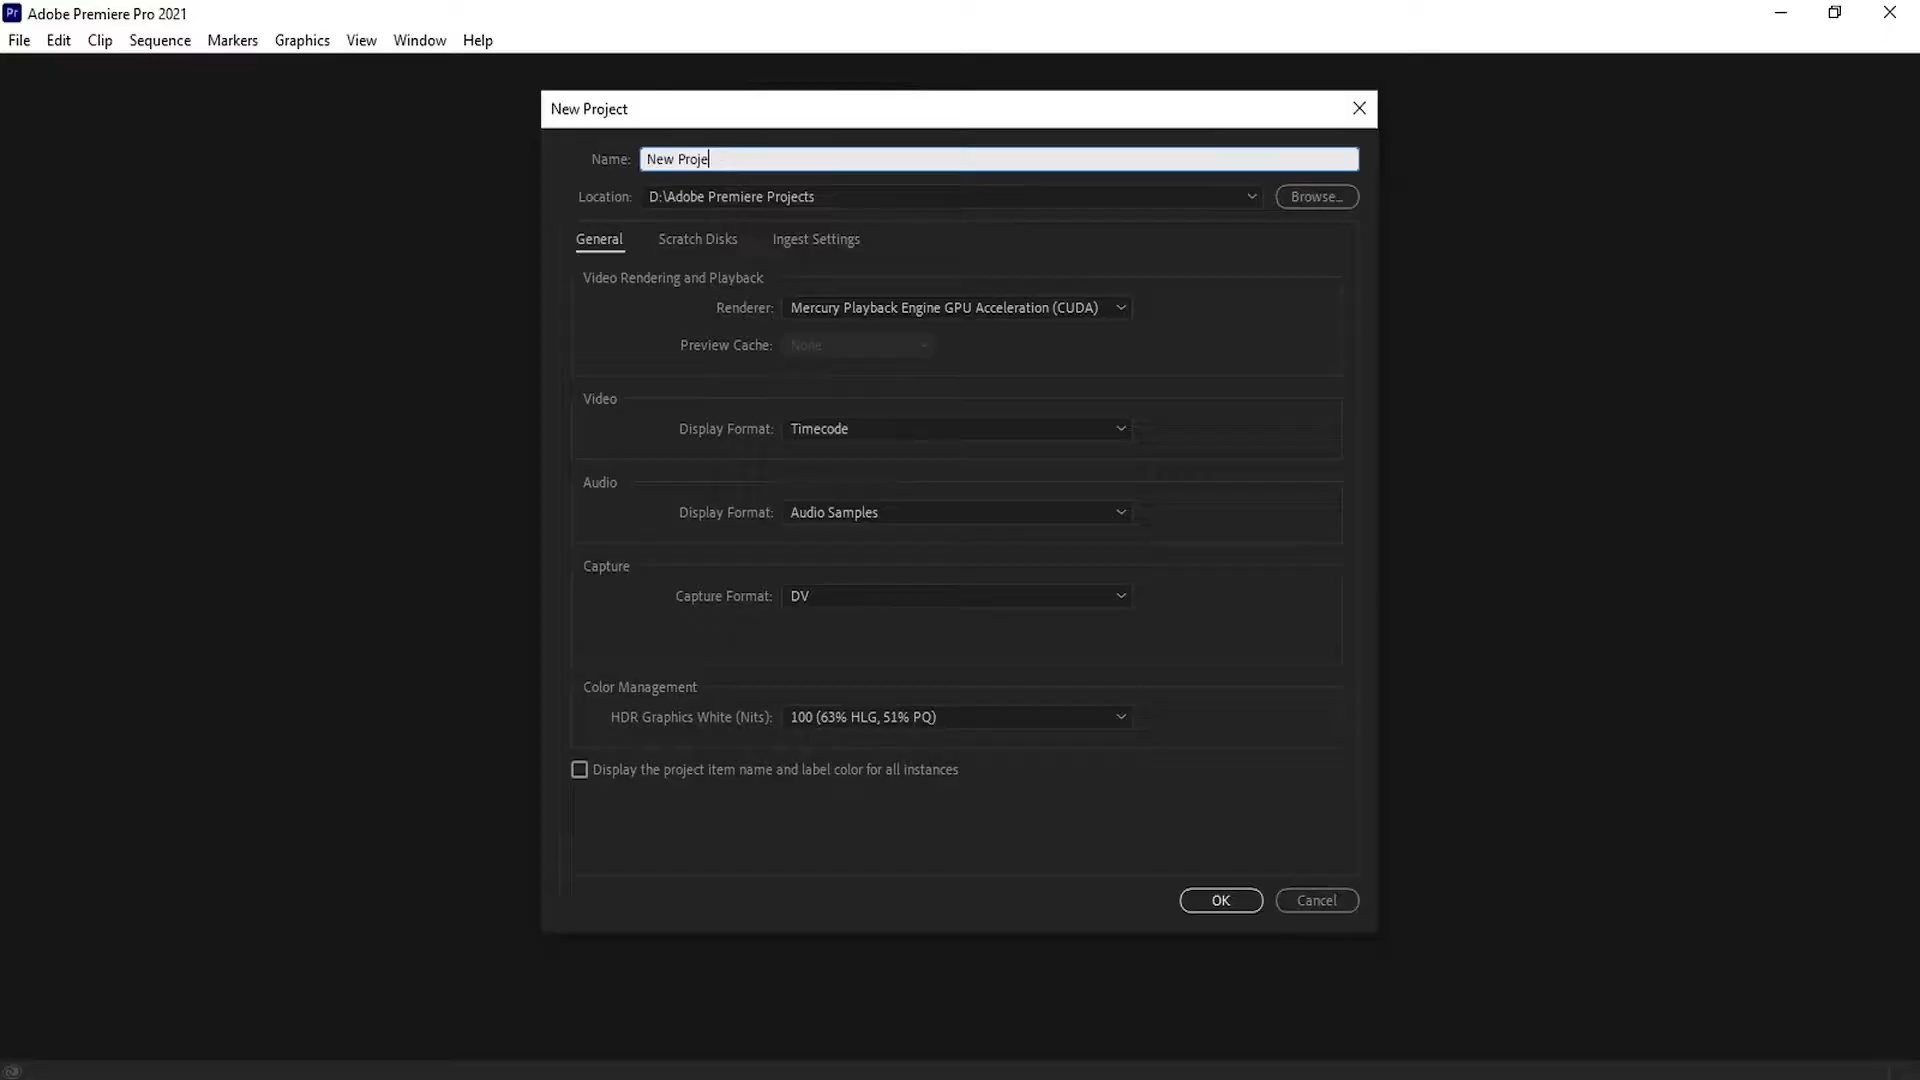 Pr Adobe Premiere Pro 2021
File Edit Clip Sequence Markers Graphics View Window Help
New Project
Name: New Proje
Location: D:\Adobe Premiere Projects Browse...
General Scratch Disks Ingest Settings
Video Rendering and Playback
Renderer: Mercury Playback Engine GPU Acceleration (CUDA)
Preview Cache: None
Video
Display Format: Timecode
Audio
Display Format: Audio Samples
Capture
Capture Format: DV
Color Management
HDR Graphics White (Nits): 100 (63% HLG, 51% PQ)
Display the project item name and label color for all instances
OK Cancel